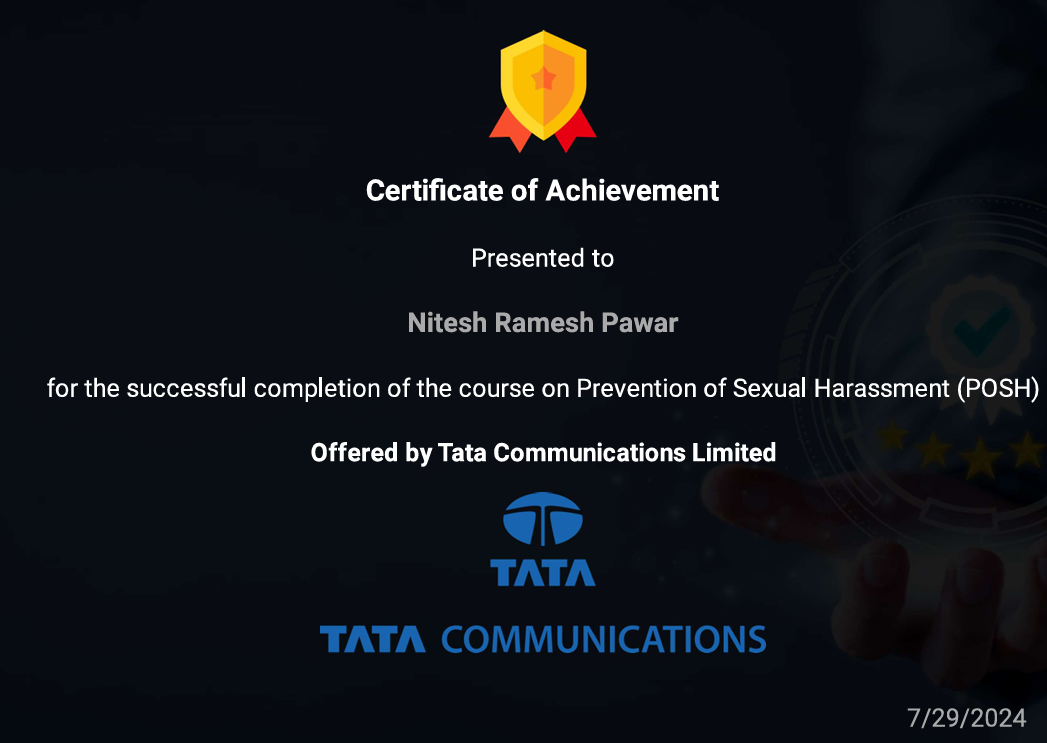 Certificate of Achievement
Presented to
Nitesh Ramesh Pawar
for the successful completion of the course on Prevention of Sexual Harassment (POSH)
Offered by Tata Communications Limited
TATA
TATA COMMUNICATIONS
7/29/2024